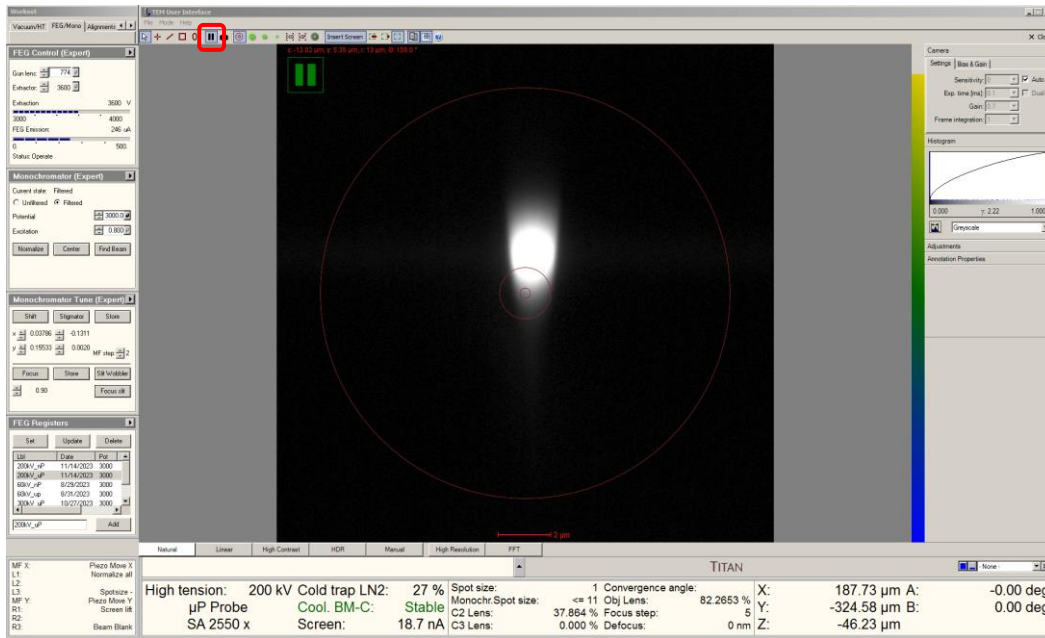 Workset
TEM User Interface
Vacuum/HT FEG/Mono Alignments
File Mode Help
Insert Screen
FEG Control (Expert)
Gun lens: 774
Extractor: 3600
Extraction 3600 V
3000 4000
FEG Emission: 246 uA
0 500.
Status: Operate
Monochromator (Expert)
Current state: Filtered
Unfiltered Filtered
Potential 3000.0
Excitation 0.800
Normalize Center Find Beam
Monochromator Tune (Expert)
Shift Stigmator Store
x 0.03786 -0.1311
y 0.19533 0.0020 MF step 2
Focus Store Slit Wobbler
0.90 Focus slit
FEG Registers
Set Update Delete
Lbl Date Pot
200kV_nP 11/14/2023 3000
200kV_uP 11/14/2023 3000
60kV_nP 8/29/2023 3000
60kV_up 8/31/2023 3000
300kV_uP 10/27/2023 3000
200kV_uP Add
2 µm
Camera
Settings Bias & Gain
Sensitivity: 0 Auto
Exp. time [ms]: 0.1 Dual
Gain: 0.7
Frame integration: 1
Histogram
0.000 γ: 2.22 1.000
Greyscale
Adjustments
Annotation Properties
Natural Linear High Contrast HDR Manual High Resolution FFT
TITAN
- None -
MF X: Piezo Move X
L1: Normalize all
L2:
L3: Spotsize -
MF Y: Piezo Move Y
R1: Screen lift
R2:
R3: Beam Blank
High tension: 200 kV Cold trap LN2: 27 %
µP Probe Cool. BM-C: Stable
SA 2550 x Screen: 18.7 nA
Spot size: 1 Convergence angle:
Monochr.Spot size: <= 11 Obj Lens: 82.2653 %
C2 Lens: 37.864 % Focus step: 5
C3 Lens: 0.000 % Defocus: 0 nm
X: 187.73 µm A: -0.00 deg
Y: -324.58 µm B: 0.00 deg
Z: -46.23 µm